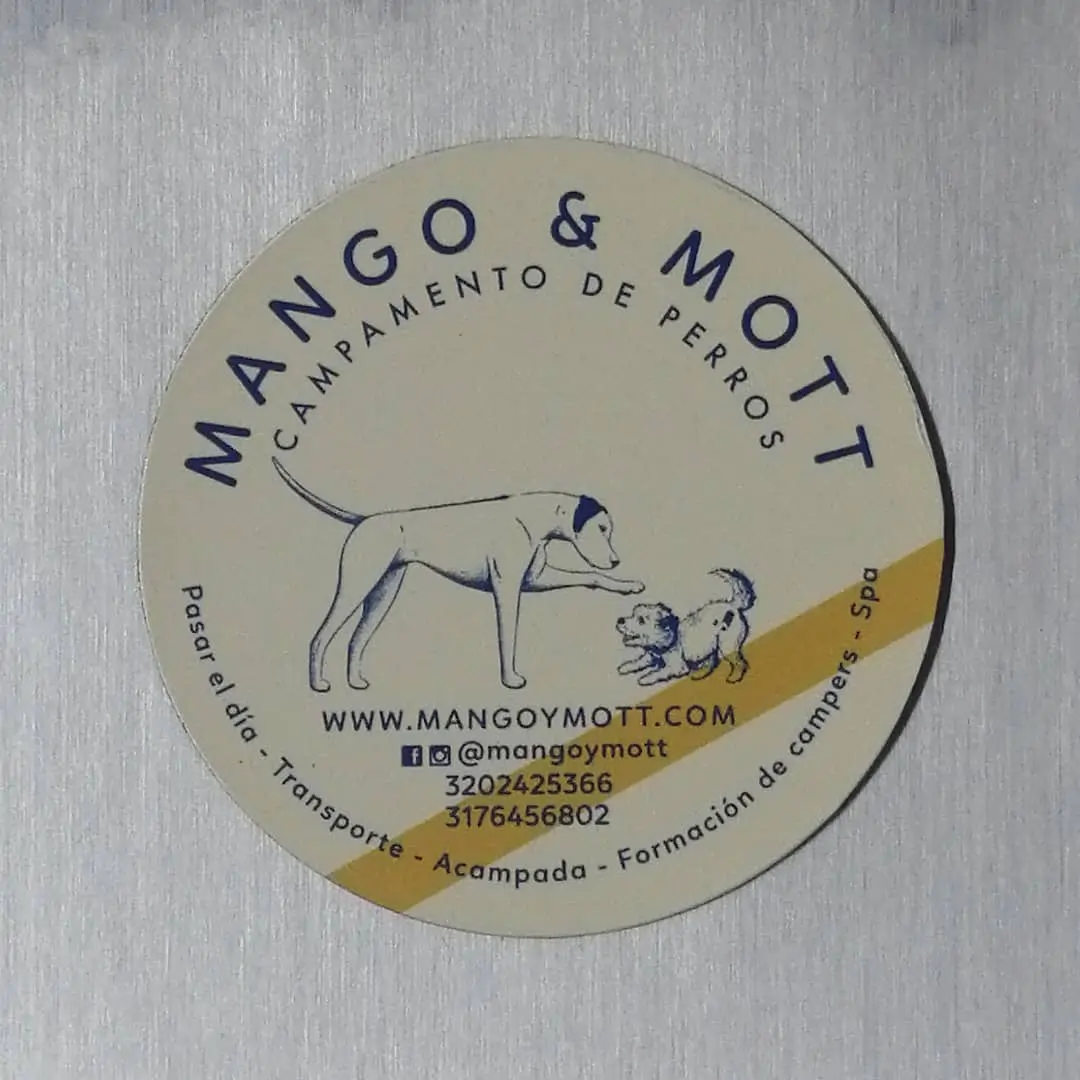 MANGO & MOTT
CAMPAMENTO DE PERROS
WWW.MANGOYMOTT.COM
@mangoymott
3202425366
3176456802
Pasar el día - Transporte - Acampada - Formación de campers - Spa